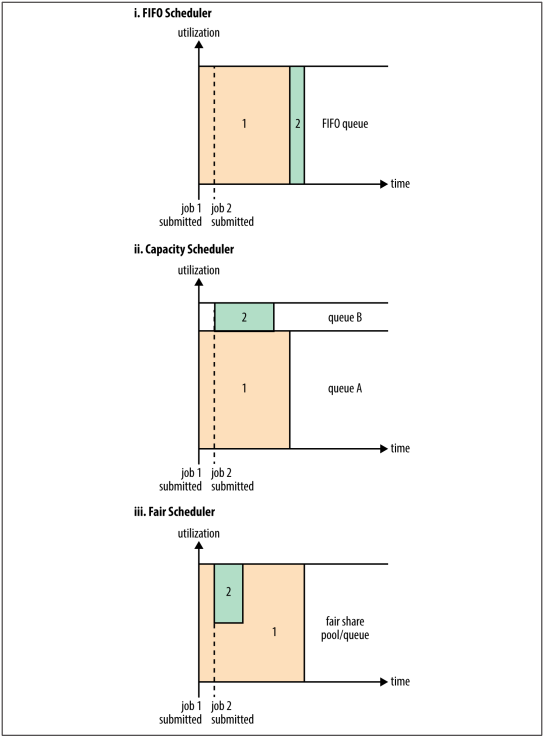 i. FIFO Scheduler
utilization
1
2
FIFO queue
time
job 1 job 2
submitted submitted
ii. Capacity Scheduler
utilization
2
queue B
1
queue A
time
job 1 job 2
submitted submitted
iii. Fair Scheduler
utilization
2
1
fair share
pool/queue
time
job 1 job 2
submitted submitted